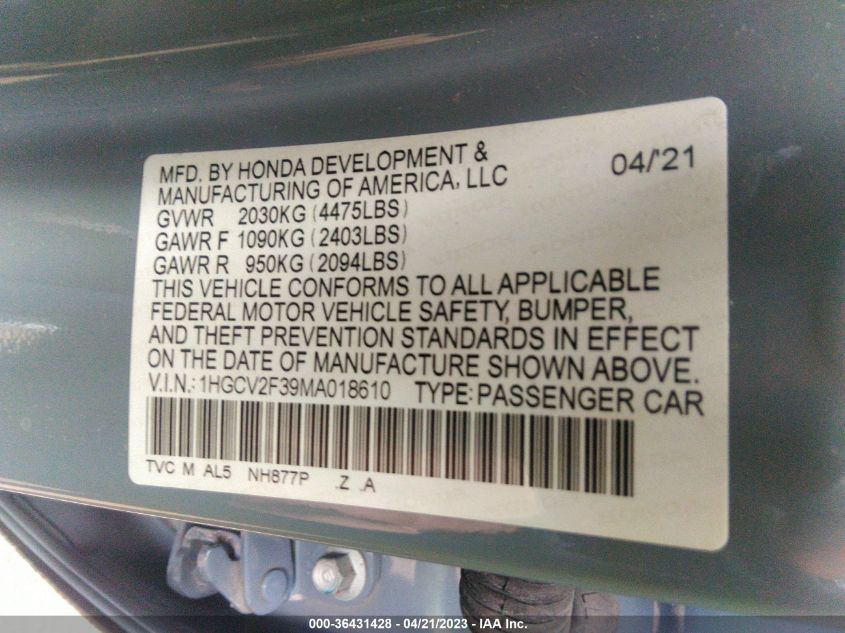 MFD. BY HONDA DEVELOPMENT & 04/'21
MANUFACTURING OF AMERICA, LLC
GVWR 2030KG (4475LBS)
GAWR F 1090KG (2403LBS)
GAWR R 950KG (2094LBS)
THIS VEHICLE CONFORMS TO ALL APPLICABLE
FEDERAL MOTOR VEHICLE SAFETY, BUMPER,
AND THEFT PREVENTION STANDARDS IN EFFECT
ON THE DATE OF MANUFACTURE SHOWN ABOVE.
V.I.N.: 1HGCV2F39MA018610 TYPE: PASSENGER CAR
TVC M AL5 NH877P .Z .A
000-36431428 - 04/21/2023 - IAA Inc.